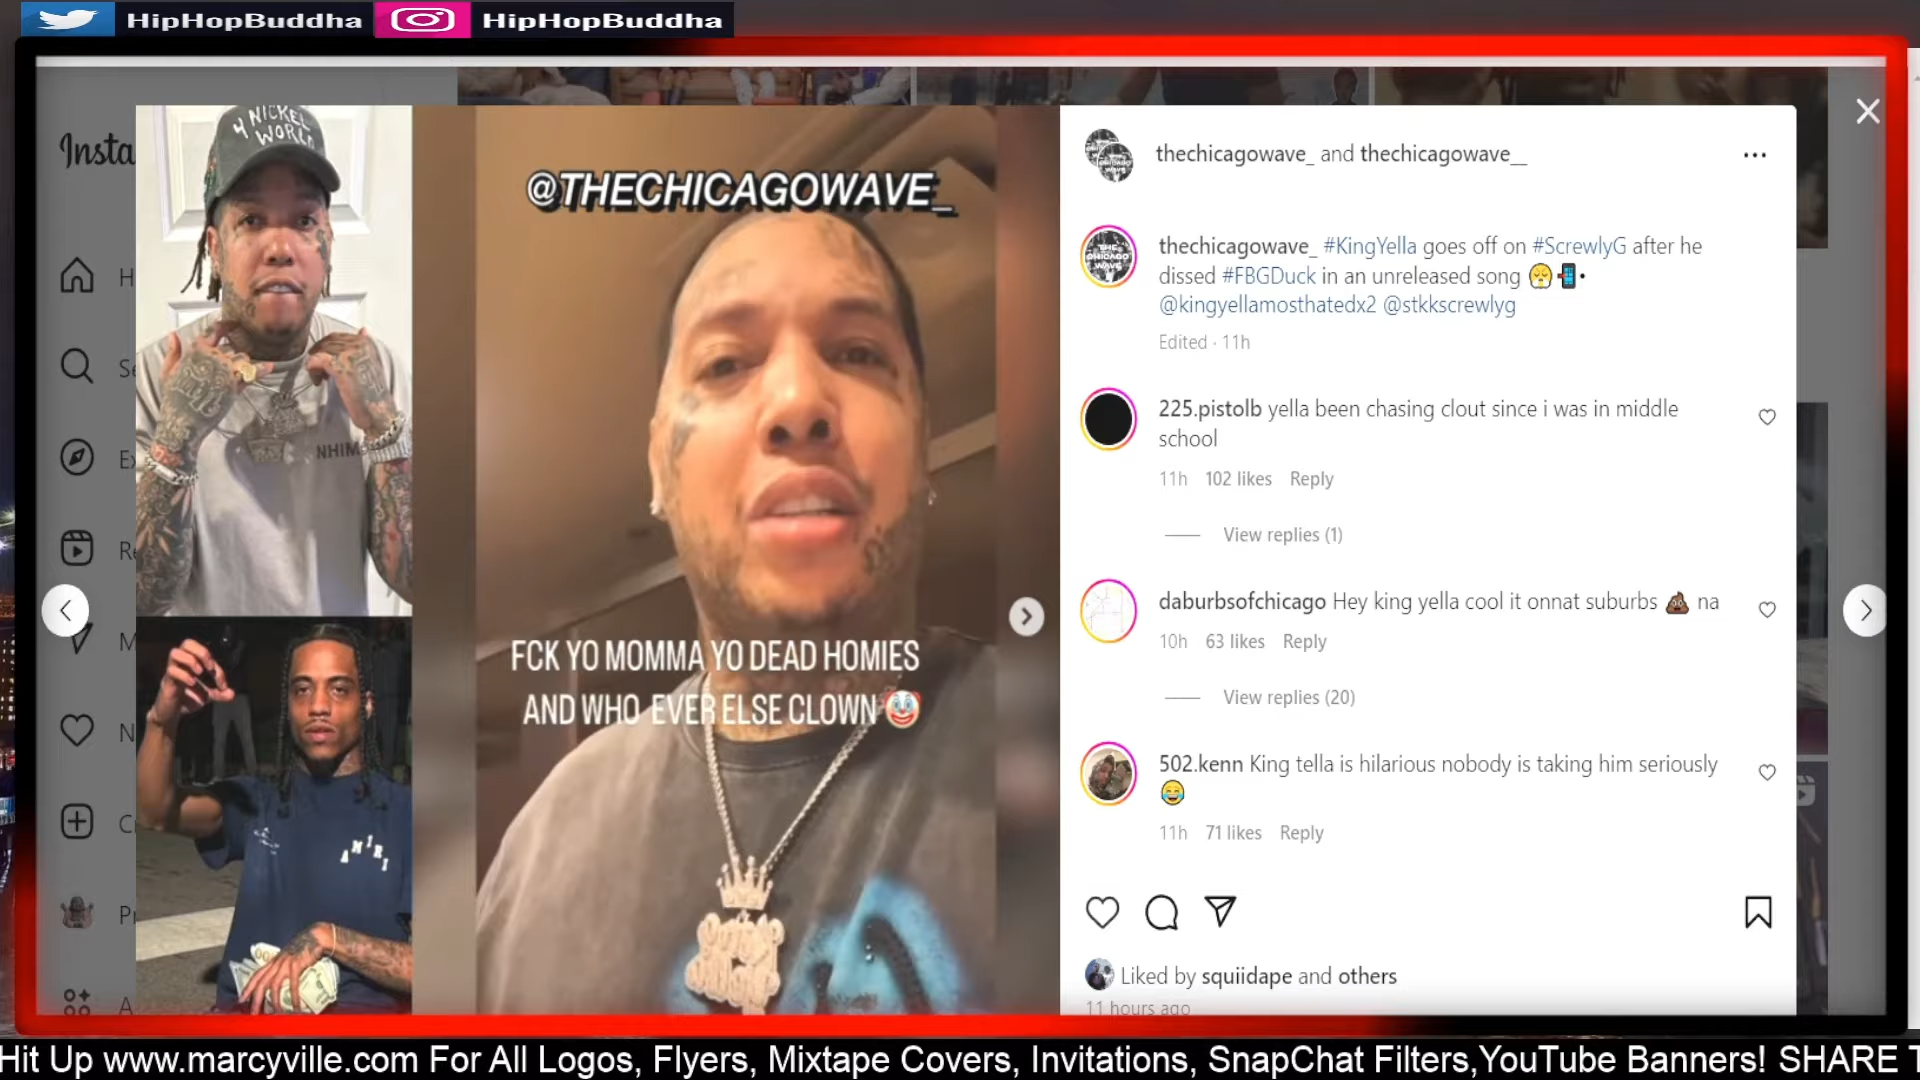 HipHopBuddha HipHopBuddha
Insta
4 NICKEL
WORLD
@THECHICAGOWAVE_
FCK YO MOMMA YO DEAD HOMIES
AND WHO EVER ELSE CLOWN🤡
AMIRI
thechicagowave_ and thechicagowave__
thechicagowave_ #KingYella goes off on #ScrewlyG after he
dissed #FBGDuck in an unreleased song 😤📲•
@kingyellamosthatedx2 @stkkscrewlyg
Edited · 11h
225.pistolb yella been chasing clout since i was in middle
school
11h 102 likes Reply
View replies (1)
daburbsofchicago Hey king yella cool it onnat suburbs 💩 na
10h 63 likes Reply
View replies (20)
502.kenn King tella is hilarious nobody is taking him seriously
😂
11h 71 likes Reply
Liked by squiidape and others
11 hours ago
Hit Up www.marcyville.com For All Logos, Flyers, Mixtape Covers, Invitations, SnapChat Filters,YouTube Banners! SHARE T